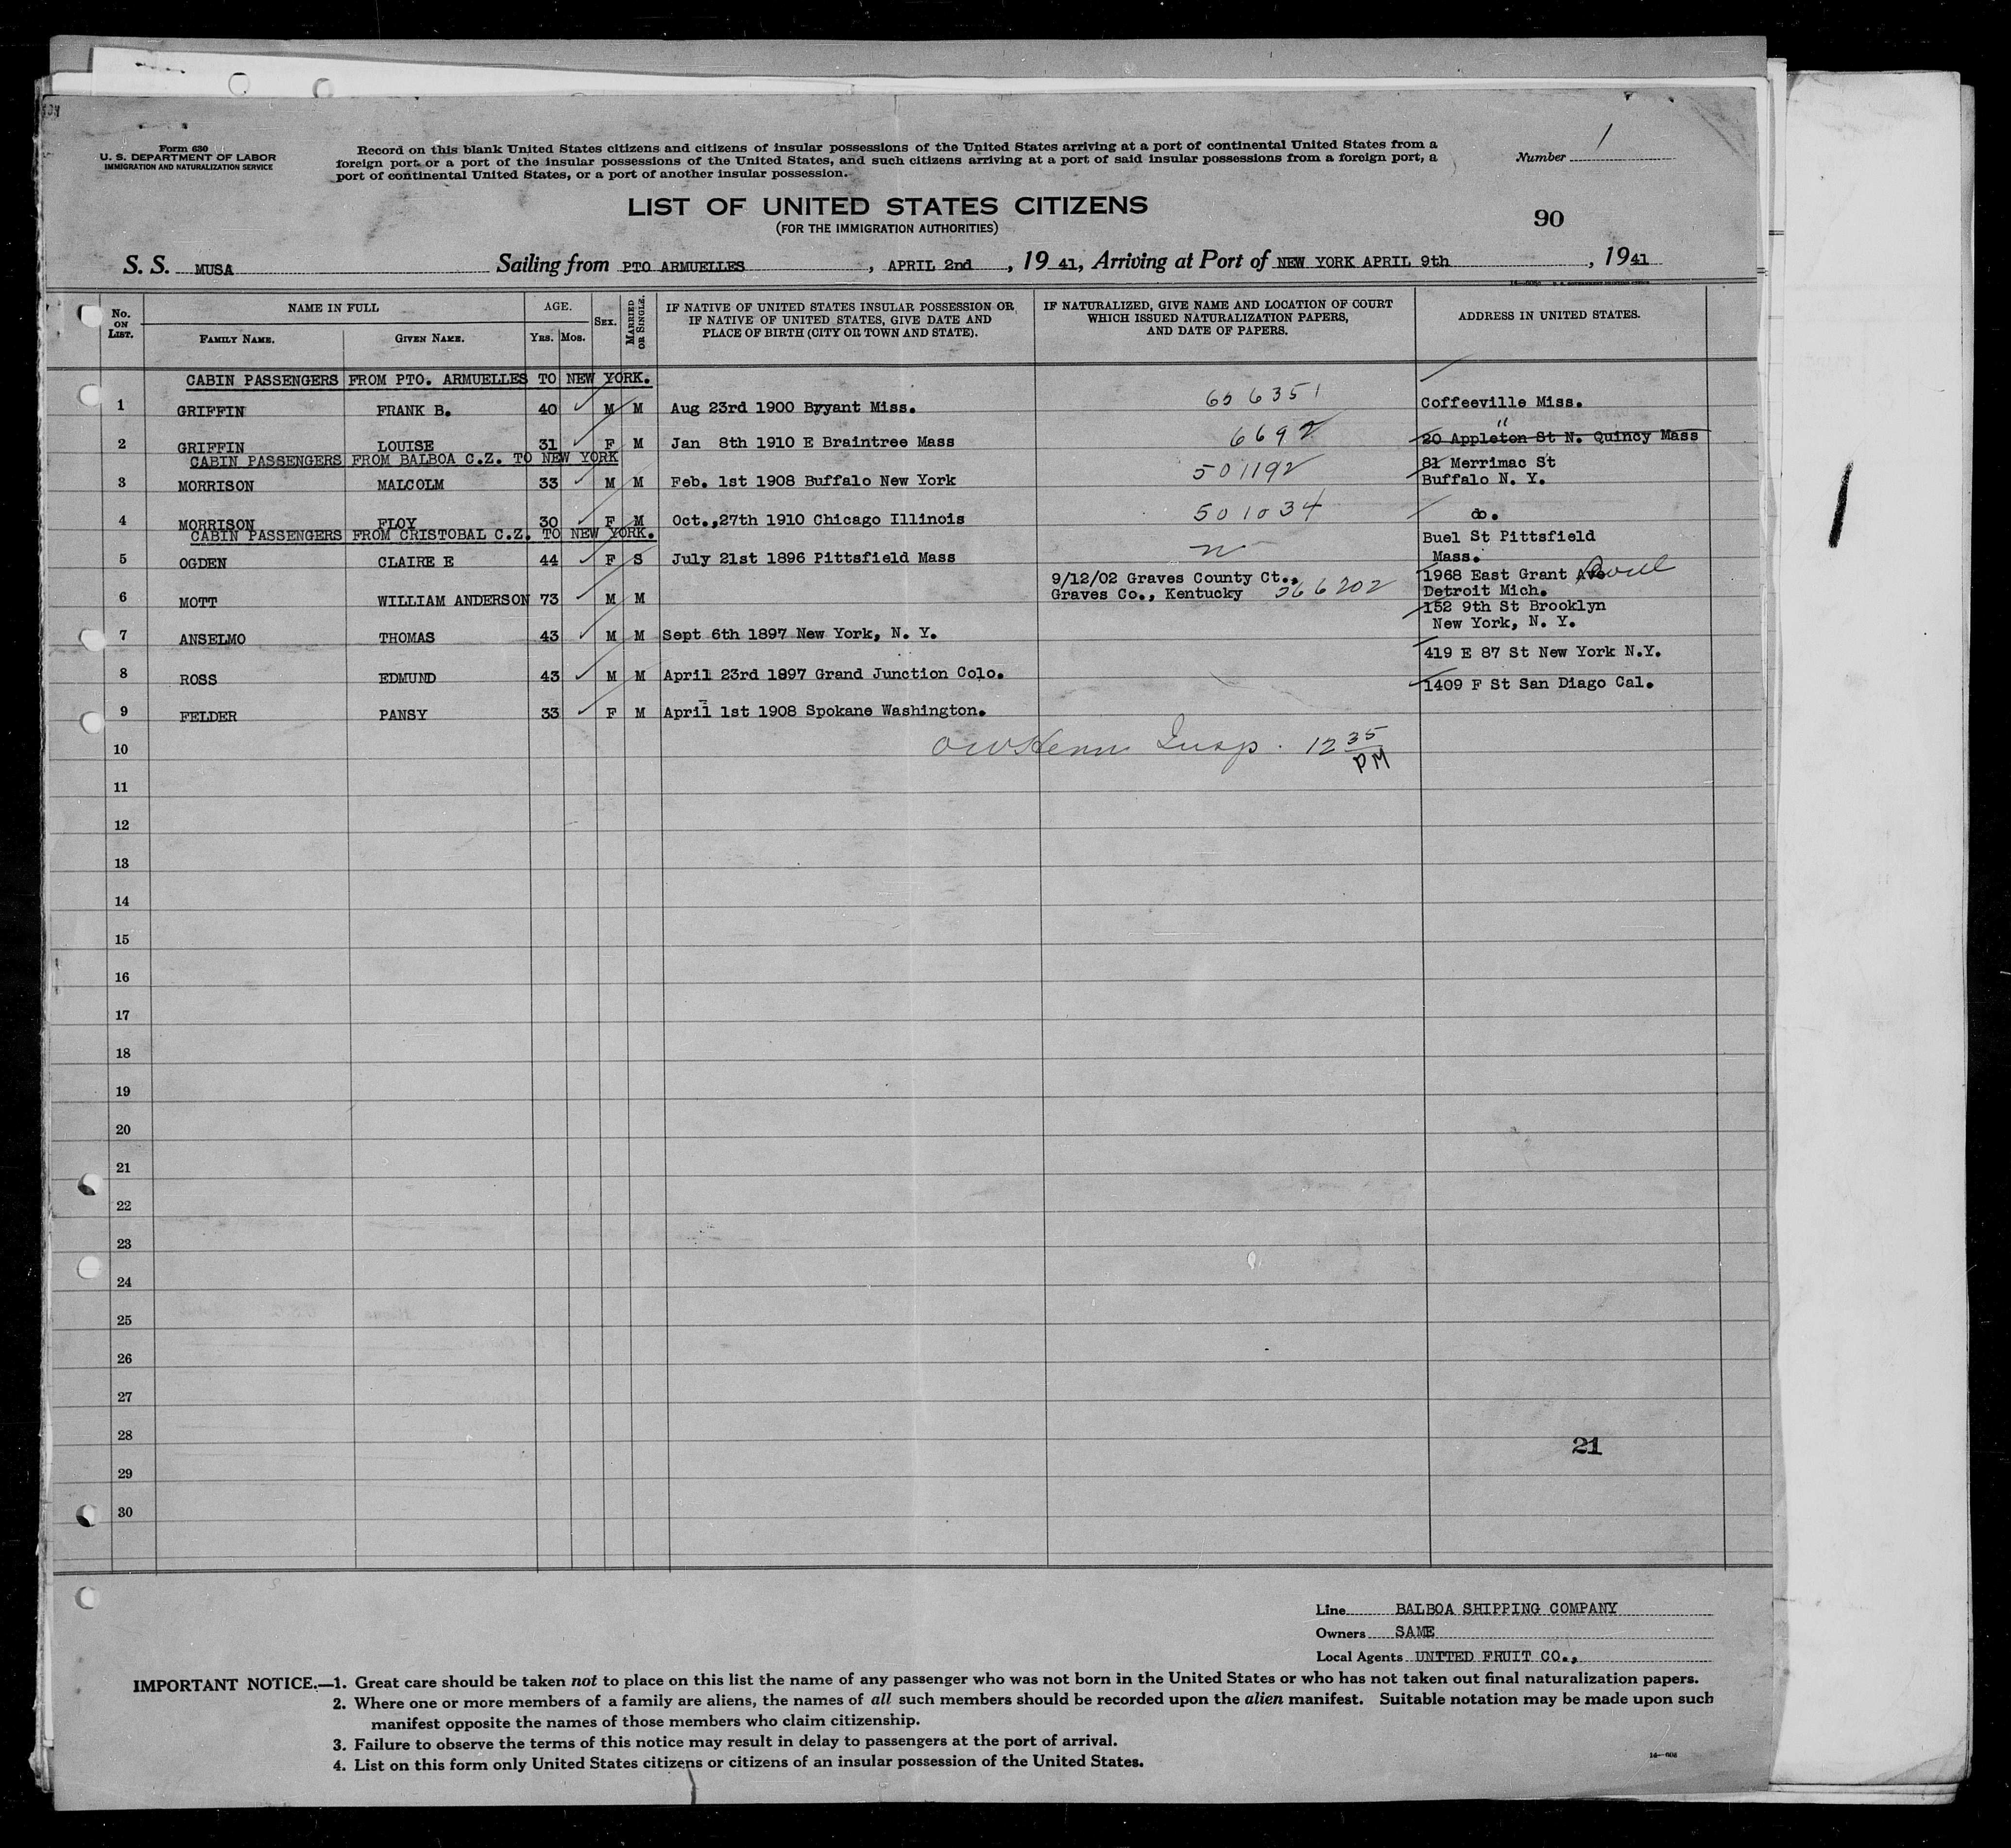 Form 630
U. S. DEPARTMENT OF LABOR
IMMIGRATION AND NATURALIZATION SERVICE
Record on this blank United States citizens and citizens of insular possessions of the United States arriving at a port of continental United States from a
foreign port or a port of the insular possessions of the United States, and such citizens arriving at a port of said insular possessions from a foreign port, a
port of continental United States, or a port of another insular possession.
Number 1
LIST OF UNITED STATES CITIZENS
(FOR THE IMMIGRATION AUTHORITIES)
90
S. S. MUSA Sailing from PTO ARMUELLES, APRIL 2nd, 19 41, Arriving at Port of NEW YORK APRIL 9th, 1941
No. ON LIST. NAME IN FULL AGE. SEX. MARRIED OR SINGLE. IF NATIVE OF UNITED STATES INSULAR POSSESSION OR IF NATIVE OF UNITED STATES, GIVE DATE AND PLACE OF BIRTH (CITY OR TOWN AND STATE). IF NATURALIZED, GIVE NAME AND LOCATION OF COURT WHICH ISSUED NATURALIZATION PAPERS, AND DATE OF PAPERS. ADDRESS IN UNITED STATES.
FAMILY NAME. GIVEN NAME. YRS. MOS.
CABIN PASSENGERS FROM PTO. ARMUELLES TO NEW YORK.
1 GRIFFIN FRANK B. 40 M M Aug 23rd 1900 Byyant Miss. 656351 Coffeeville Miss.
2 GRIFFIN LOUISE 31 F M Jan 8th 1910 E Braintree Mass 6692 " 20 Appleton St N. Quincy Mass
CABIN PASSENGERS FROM BALBOA C.Z. TO NEW YORK
3 MORRISON MALCOLM 33 M M Feb. 1st 1908 Buffalo New York 501192 81 Merrimac St
Buffalo N. Y.
4 MORRISON FLOY 30 F M Oct.,27th 1910 Chicago Illinois 501034 do.
CABIN PASSENGERS FROM CRISTOBAL C.Z. TO NEW YORK.
5 OGDEN CLAIRE E 44 F S July 21st 1896 Pittsfield Mass n Buel St Pittsfield
Mass.
6 MOTT WILLIAM ANDERSON 73 M M 9/12/02 Graves County Ct., 1968 East Grant Ave
Graves Co., Kentucky 366202 Detroit Mich.
7 ANSELMO THOMAS 43 M M Sept 6th 1897 New York, N. Y. 152 9th St Brooklyn
New York, N. Y.
8 ROSS EDMUND 43 M M April 23rd 1897 Grand Junction Colo. 419 E 87 St New York N.Y.
9 FELDER PANSY 33 F M April 1st 1908 Spokane Washington. 1409 F St San Diago Cal.
10 Insp. 12 35 PM
11
12
13
14
15
16
17
18
19
20
21
22
23
24
25
26
27
28
21
29
30
Line BALBOA SHIPPING COMPANY
Owners SAME
Local Agents UNITED FRUIT CO.,
IMPORTANT NOTICE.—1. Great care should be taken not to place on this list the name of any passenger who was not born in the United States or who has not taken out final naturalization papers.
2. Where one or more members of a family are aliens, the names of all such members should be recorded upon the alien manifest. Suitable notation may be made upon such
manifest opposite the names of those members who claim citizenship.
3. Failure to observe the terms of this notice may result in delay to passengers at the port of arrival.
4. List on this form only United States citizens or citizens of an insular possession of the United States.